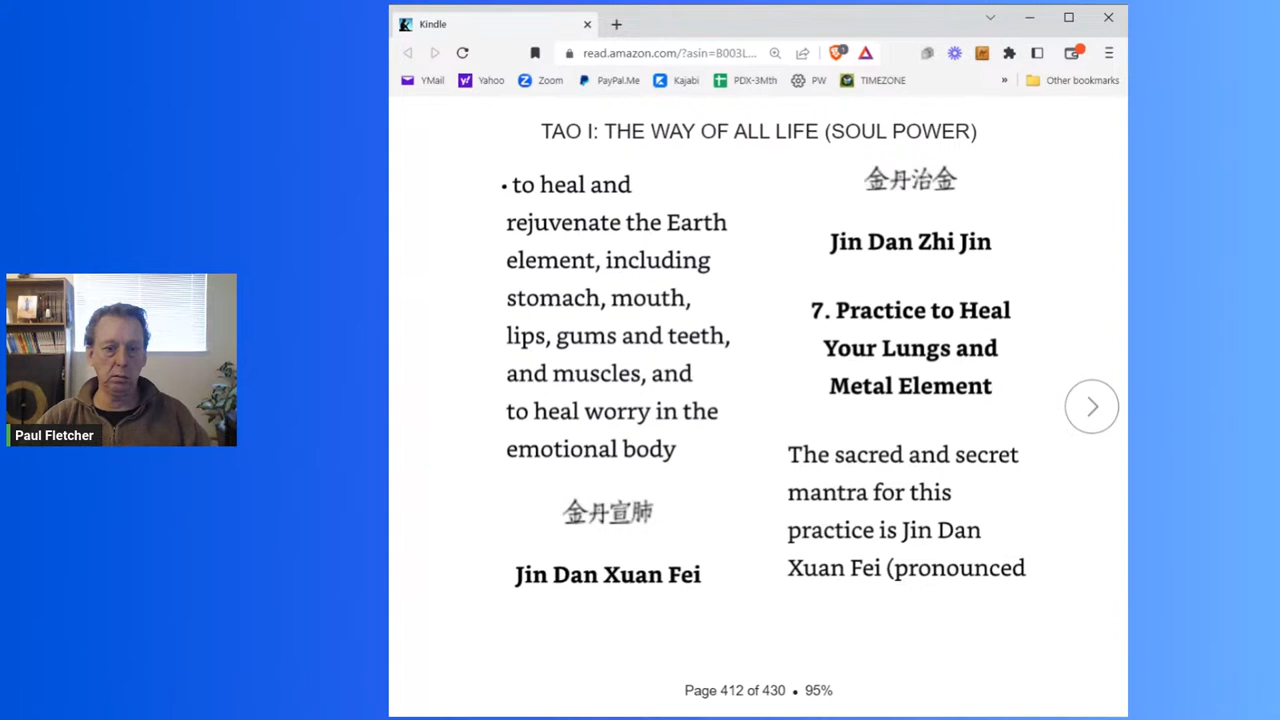 Kindle
read.amazon.com/?asin=B003L...
YMail
Yahoo
Zoom
PayPal.Me
Kajabi
PDX-3Mth
PW
TIMEZONE
»
Other bookmarks
TAO I: THE WAY OF ALL LIFE (SOUL POWER)
• to heal and
rejuvenate the Earth
element, including
stomach, mouth,
lips, gums and teeth,
and muscles, and
to heal worry in the
emotional body
金丹宣肺
Jin Dan Xuan Fei
金丹治金
Jin Dan Zhi Jin
7. Practice to Heal
Your Lungs and
Metal Element
The sacred and secret
mantra for this
practice is Jin Dan
Xuan Fei (pronounced
Page 412 of 430 • 95%
Paul Fletcher